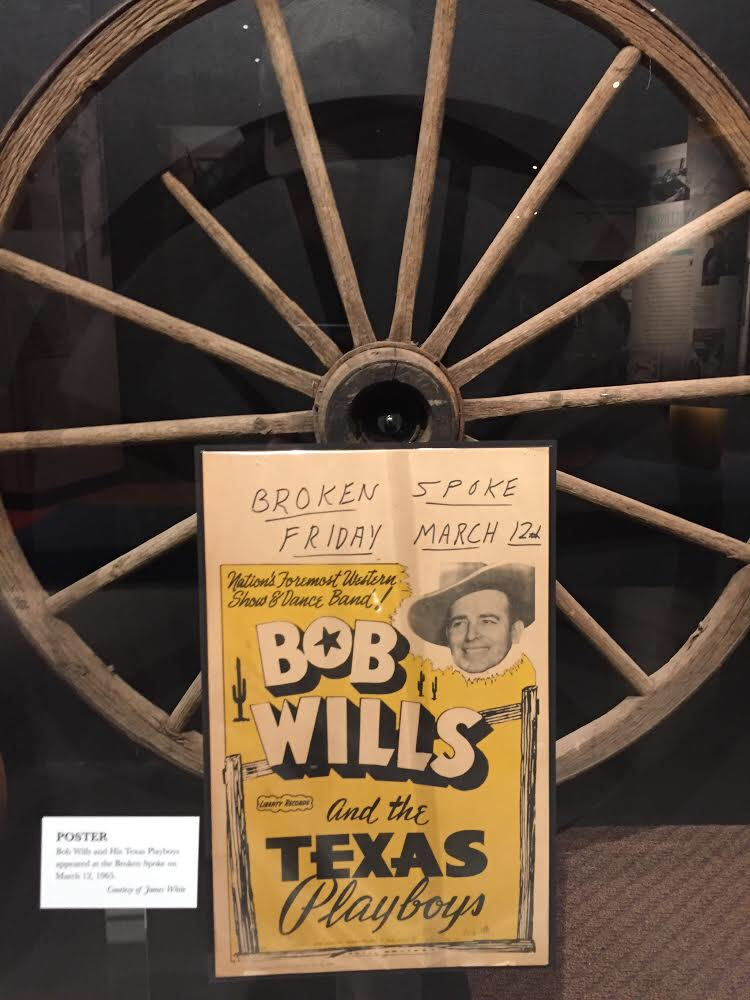 BROKEN SPOKE
FRIDAY MARCH 12th
Nation's Foremost Western
Show & Dance Band!
BOB
WILLS
LIBERTY RECORDS
and the
TEXAS
Playboys
POSTER
Bob Wills and His Texas Playboys
appeared at the Broken Spoke on
March 12, 1965.
Courtesy of James White